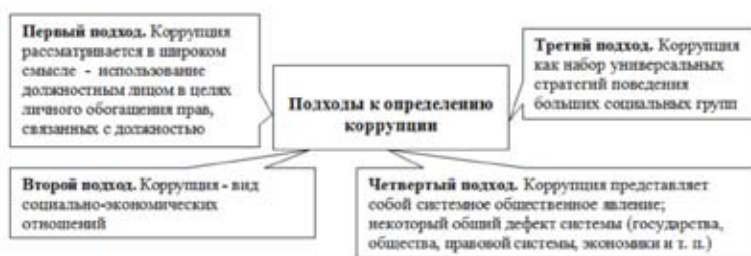 Первый подход. Коррупция
рассматривается в широком
смысле - использование
должностным лицом в целях
личного обогащения прав,
связанных с должностью
Подходы к определению
коррупции
Третий подход. Коррупция
как набор универсальных
стратегий поведения
больших социальных групп
Второй подход. Коррупция - вид
социально-экономических
отношений
Четвертый подход. Коррупция представляет
собой системное общественное явление;
некоторый общий дефект системы (государства,
общества, правовой системы, экономики и т. п.)